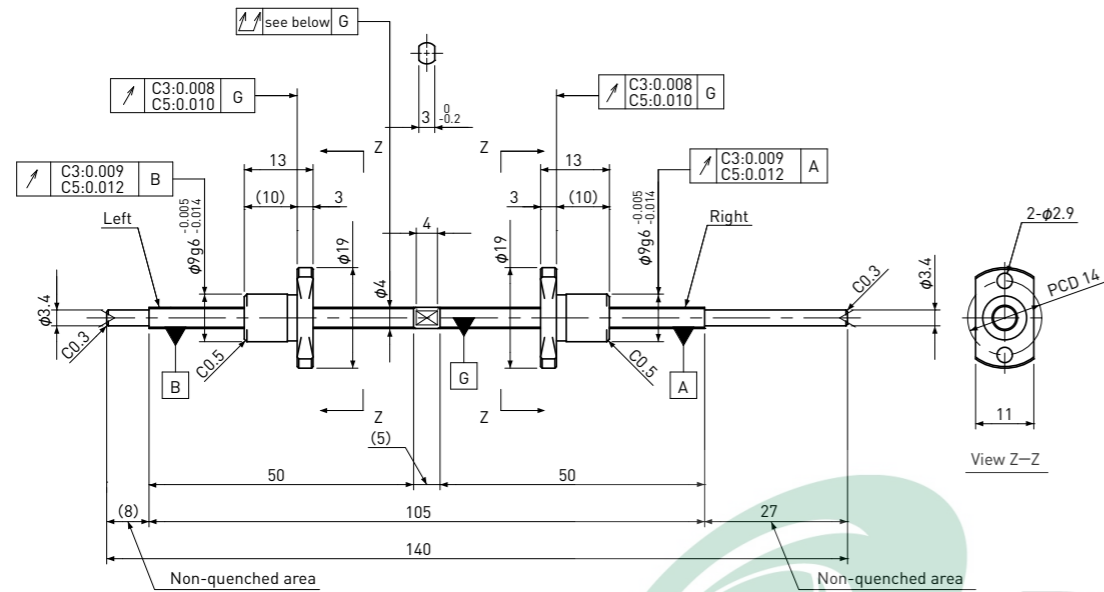 see below G
C3:0.008
C5:0.010 G
C3:0.008
C5:0.010 G
3 0
-0.2
C3:0.009
C5:0.012 B
C3:0.009
C5:0.012 A
13
Z
Z
13
(10)
3
3
(10)
Left
φ9g6 -0.005
-0.014
φ19
4
φ4
φ19
φ9g6 -0.005
-0.014
Right
2-φ2.9
φ3.4
C0.3
φ3.4
PCD 14
C0.3
C0.5
B
G
C0.5
A
Z
Z
11
(5)
View Z–Z
50
50
(8)
105
27
140
Non-quenched area
Non-quenched area